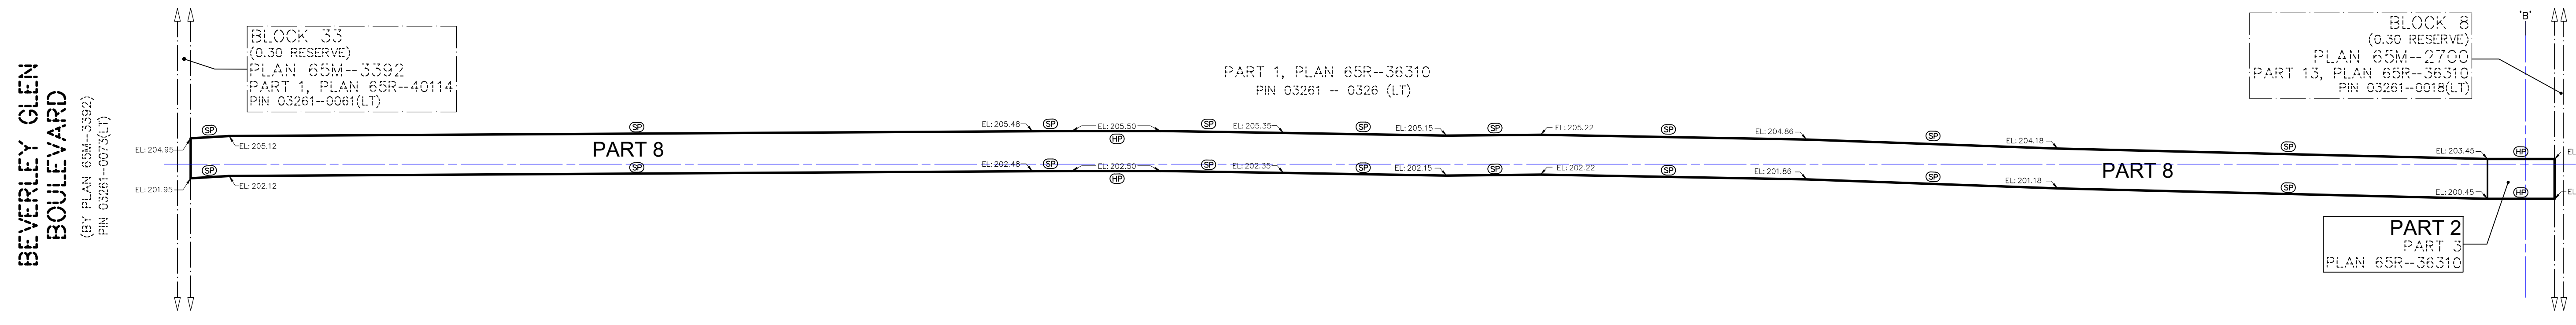 BEVERLEY GLEN
BOULEVARD
(BY PLAN 65M--3392)
PIN 03261--0073(LT)
BLOCK 33
(0.30 RESERVE)
PLAN 65M--3392
PART 1, PLAN 65R--40114
PIN 03261--0061(LT)
PART 1, PLAN 65R--36310
PIN 03261 -- 0326 (LT)
BLOCK 8
(0.30 RESERVE)
PLAN 65M--2700
PART 13, PLAN 65R--36310
PIN 03261--0018(LT)
'B'
EL: 204.95
SP
EL: 205.12
SP
PART 8
EL: 205.48
SP
EL: 205.50
HP
SP
EL: 205.35
SP
EL: 205.15
SP
EL: 205.22
SP
EL: 204.86
SP
EL: 204.18
SP
EL: 203.45
HP
EL
EL: 201.95
SP
EL: 202.12
SP
EL: 202.48
SP
EL: 202.50
HP
SP
EL: 202.35
SP
EL: 202.15
SP
EL: 202.22
SP
EL: 201.86
SP
EL: 201.18
PART 8
SP
EL: 200.45
HP
EL
PART 2
PART 3
PLAN 65R--36310